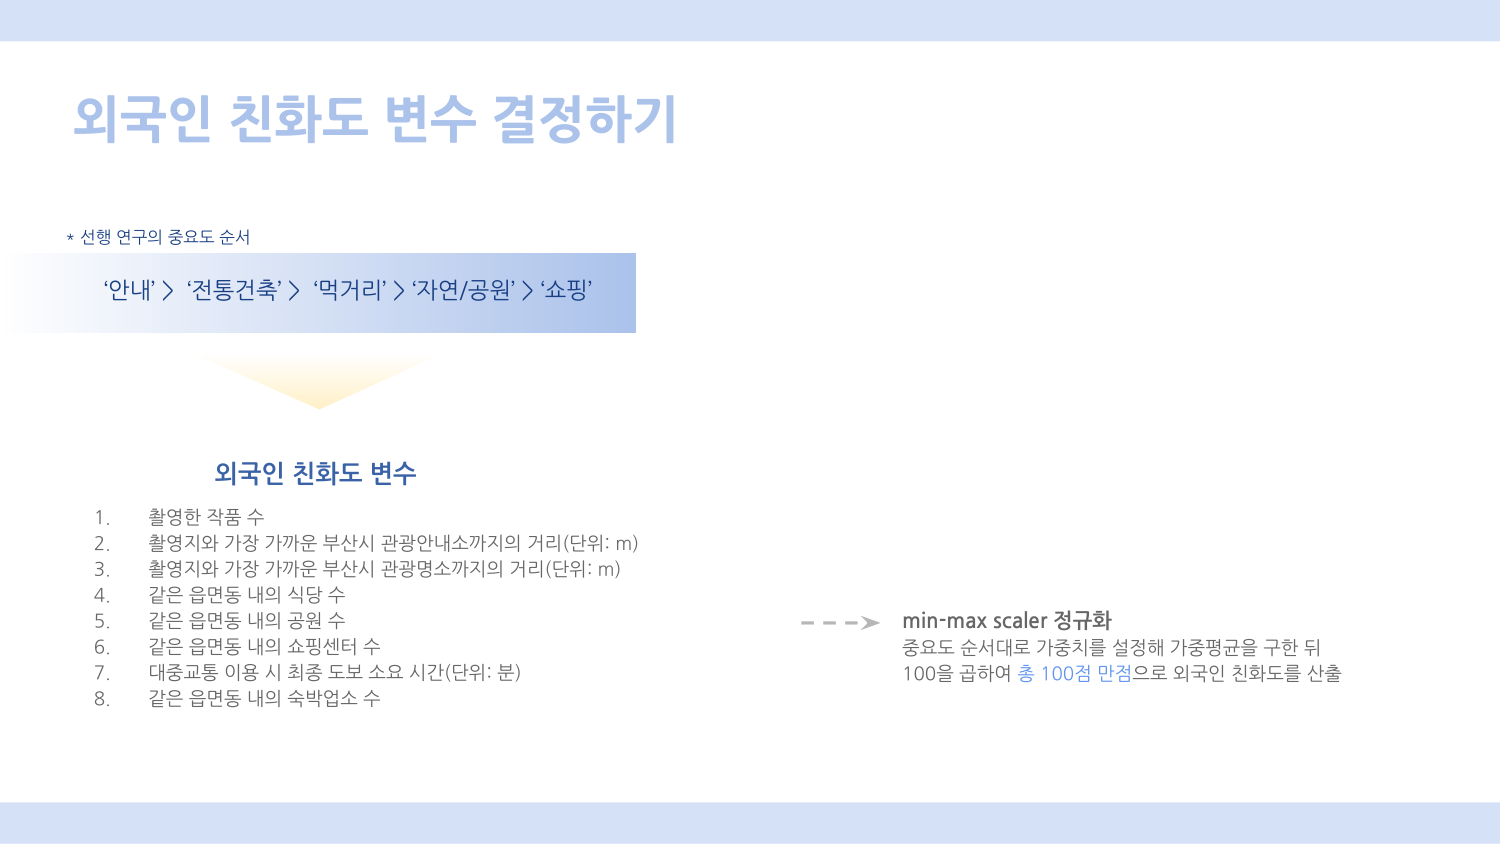 외국인 친화도 변수 결정하기
* 선행 연구의 중요도 순서
‘안내’ > ‘전통건축’ > ‘먹거리’ > ‘자연/공원’ > ‘쇼핑’
외국인 친화도 변수
1. 촬영한 작품 수
2. 촬영지와 가장 가까운 부산시 관광안내소까지의 거리(단위: m)
3. 촬영지와 가장 가까운 부산시 관광명소까지의 거리(단위: m)
4. 같은 읍면동 내의 식당 수
5. 같은 읍면동 내의 공원 수
6. 같은 읍면동 내의 쇼핑센터 수
7. 대중교통 이용 시 최종 도보 소요 시간(단위: 분)
8. 같은 읍면동 내의 숙박업소 수
min-max scaler 정규화
중요도 순서대로 가중치를 설정해 가중평균을 구한 뒤
100을 곱하여 총 100점 만점으로 외국인 친화도를 산출